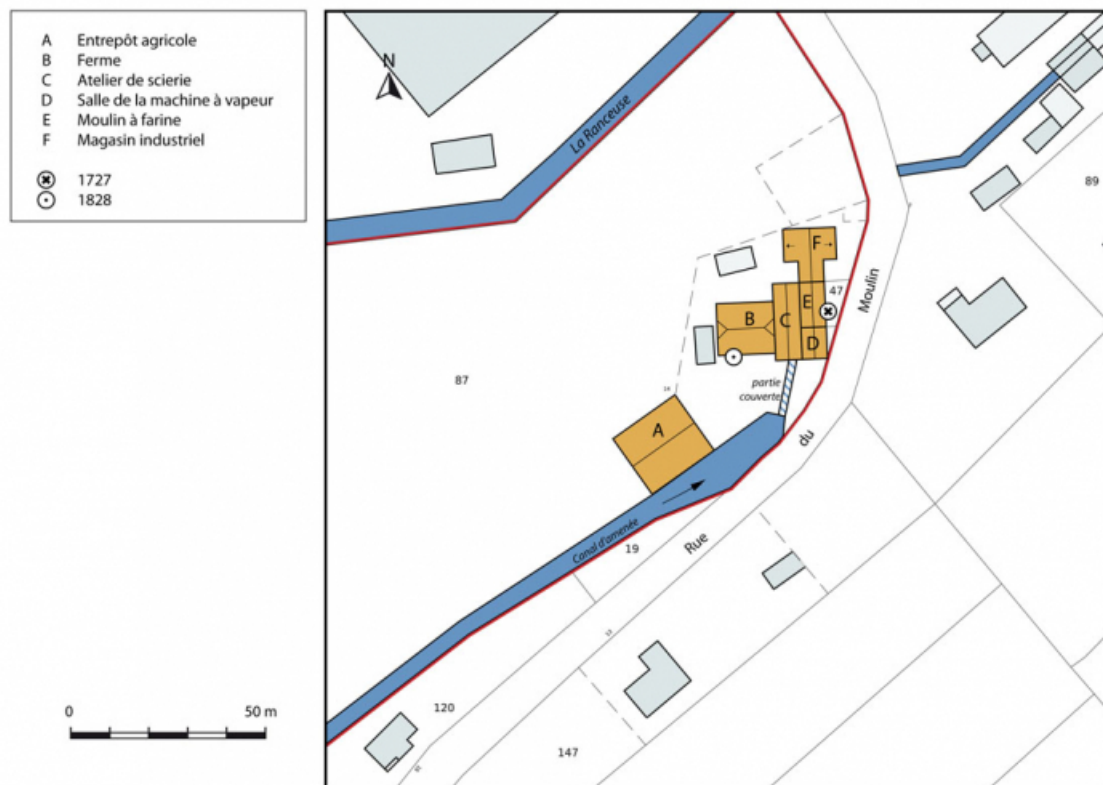 A Entrepôt agricole
B Ferme
C Atelier de scierie
D Salle de la machine à vapeur
E Moulin à farine
F Magasin industriel
1727
1828
0 50 m
N
La Ranceuse
89
F
47
E
Moulin
B
C
D
87
partie
couverte
A
du
Canal d'amenée
Rue
19
120
147